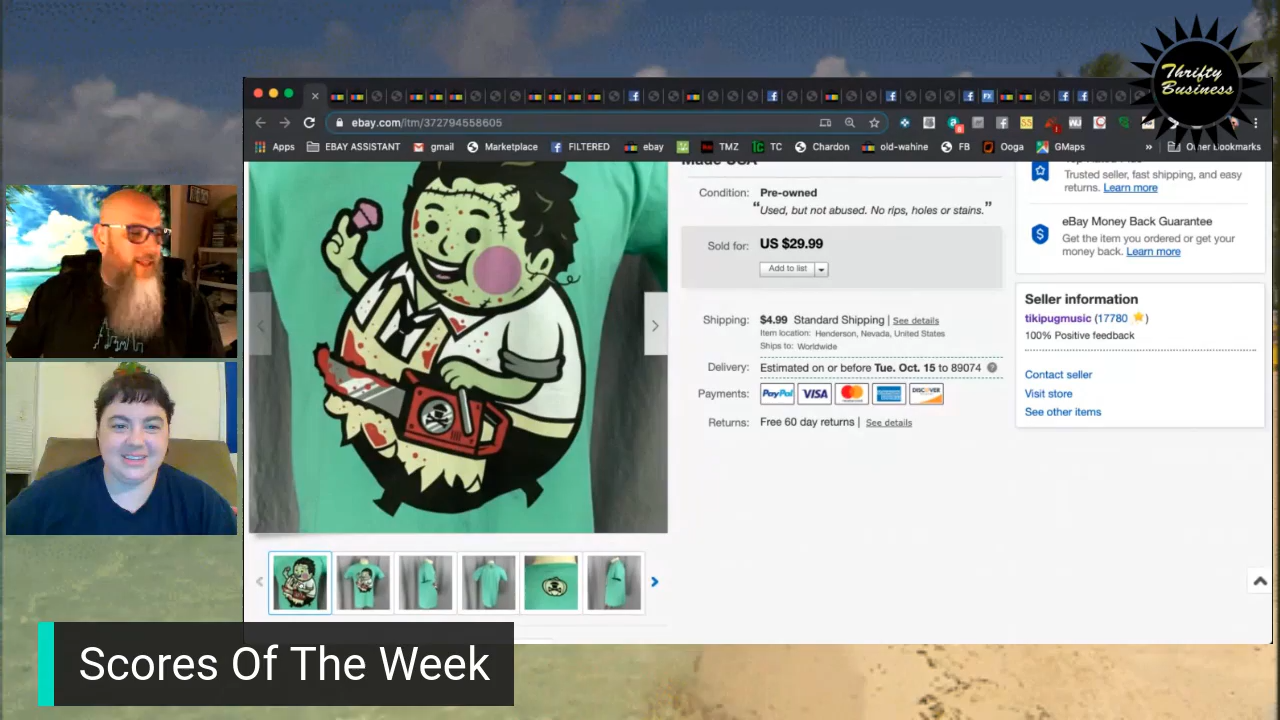 Thrifty
Business
ebay.com/itm/372794558605
Apps
EBAY ASSISTANT
gmail
Marketplace
FILTERED
ebay
TMZ
TC
Chardon
old-wahine
FB
Ooga
GMaps
»
Other Bookmarks
Made USA
Condition: Pre-owned
“Used, but not abused. No rips, holes or stains.”
Sold for: US $29.99
Add to list
Shipping: $4.99 Standard Shipping | See details
Item location: Henderson, Nevada, United States
Ships to: Worldwide
Delivery: Estimated on or before Tue. Oct. 15 to 89074
Payments: PayPal VISA
DISCOVER
Returns: Free 60 day returns | See details
Trusted seller, fast shipping, and easy
returns. Learn more
eBay Money Back Guarantee
Get the item you ordered or get your
money back. Learn more
Seller information
tikipugmusic (17780 )
100% Positive feedback
Contact seller
Visit store
See other items
Scores Of The Week